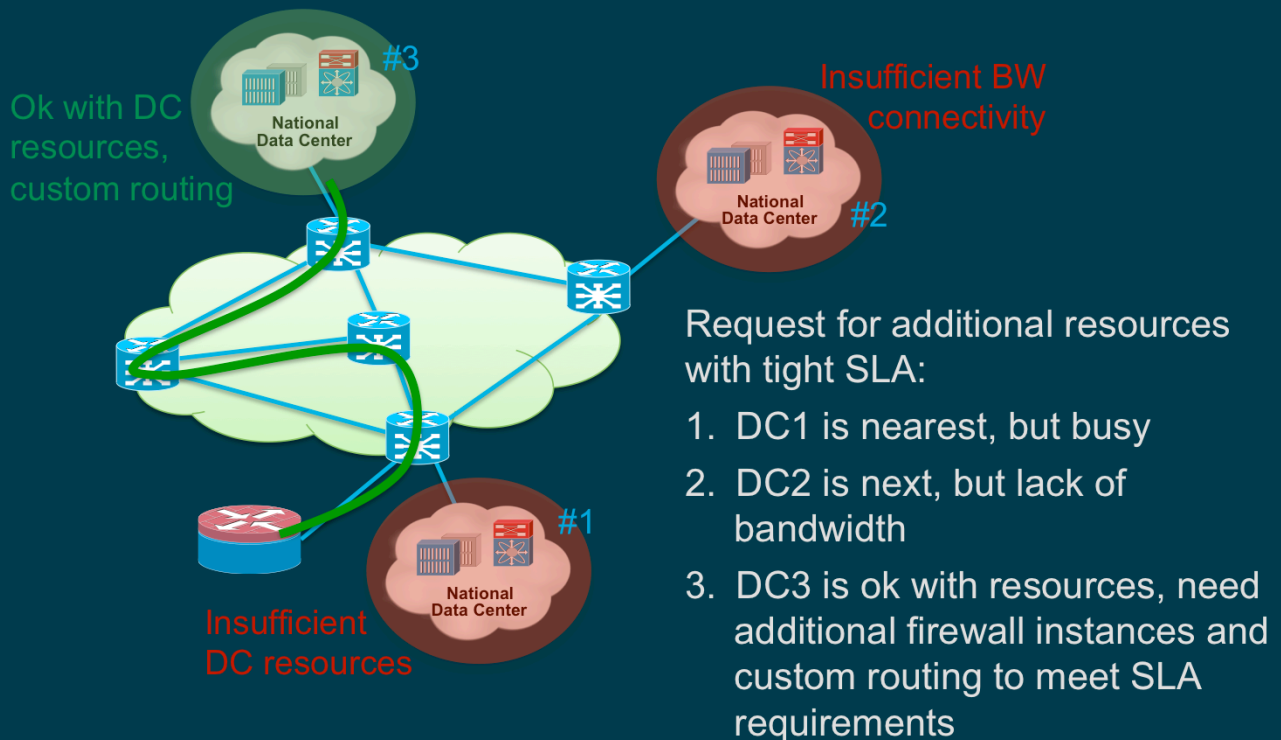 #3
National
Data Center
Ok with DC
resources,
custom routing
Insufficient BW
connectivity
National
Data Center
#2
Request for additional resources
with tight SLA:
1. DC1 is nearest, but busy
2. DC2 is next, but lack of
bandwidth
3. DC3 is ok with resources, need
additional firewall instances and
custom routing to meet SLA
requirements
#1
National
Data Center
Insufficient
DC resources